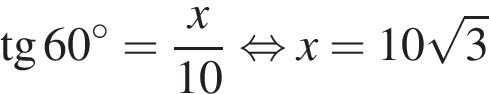 tg 60° = x/10 ⇔ x = 10√3